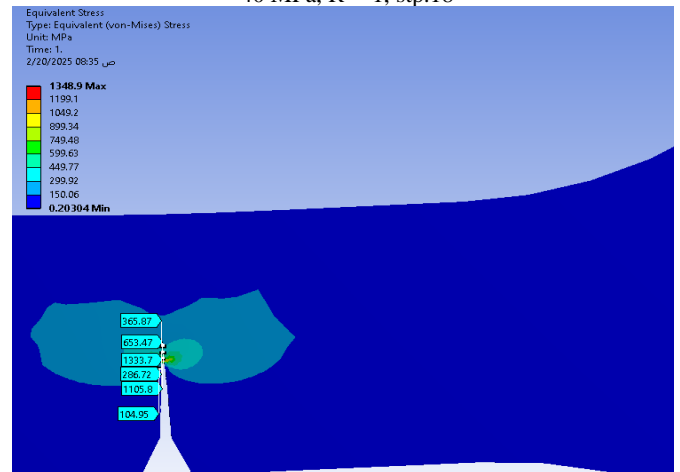 Equivalent Stress
Type: Equivalent (von-Mises) Stress
Unit: MPa
Time: 1.
2/20/2025 08:35 ص
1348.9 Max
1199.1
1049.2
899.34
749.48
599.63
449.77
299.92
150.06
0.20304 Min
365.87
653.47
1333.7
286.72
1105.8
104.95